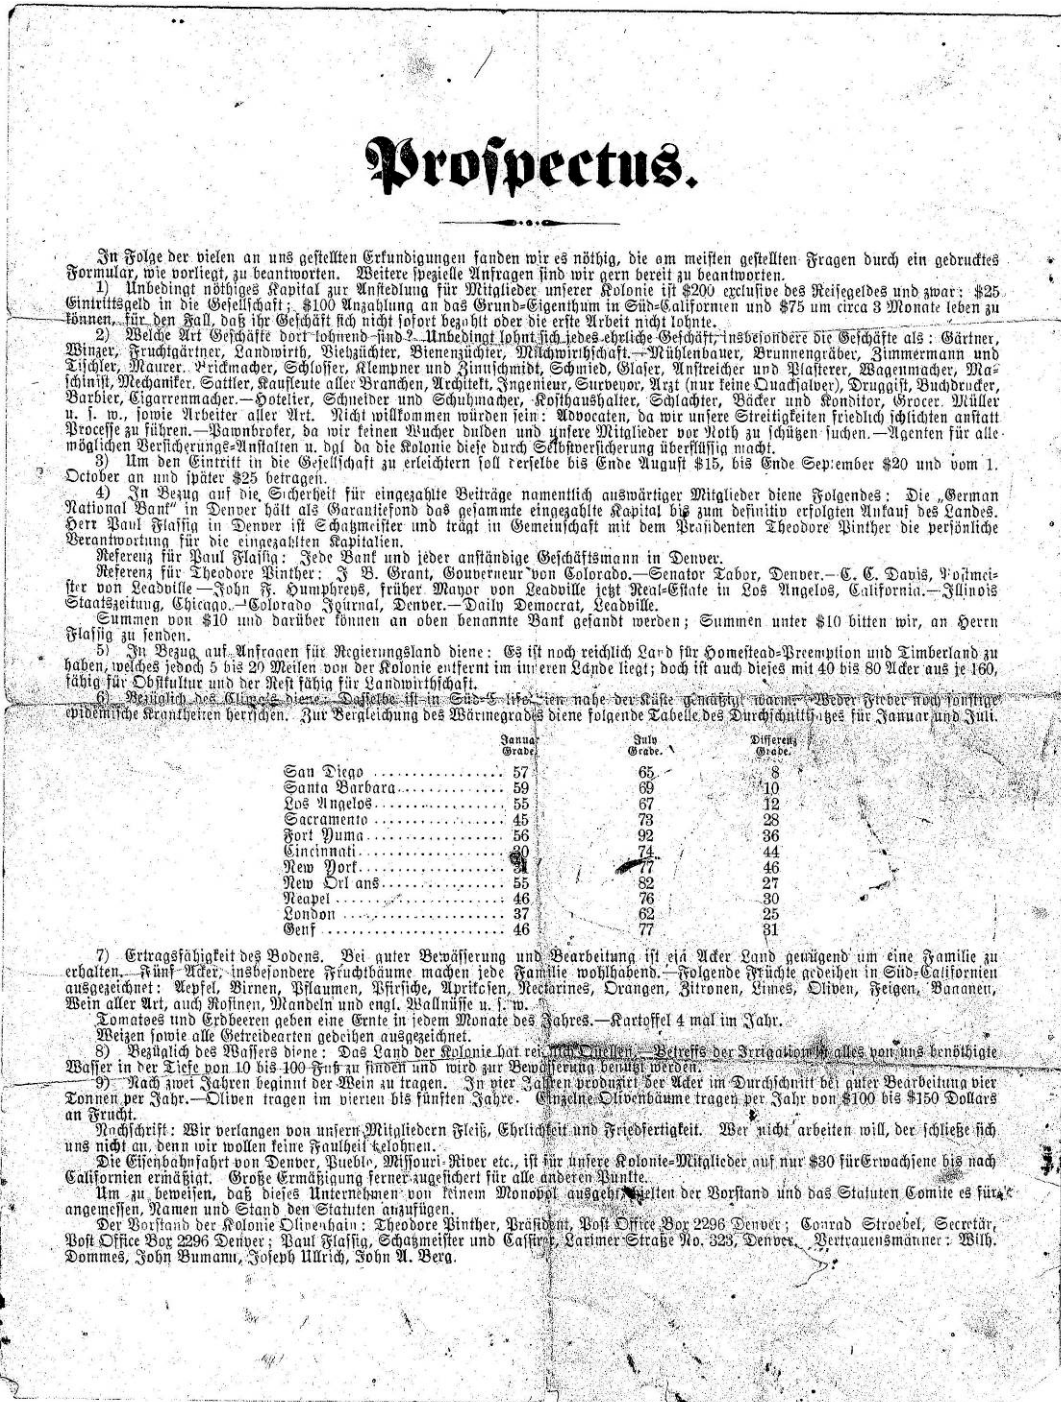 Prospectus.
In Folge der vielen an uns gestellten Erkundigungen fanden wir es nöthig, die am meisten gestellten Fragen durch ein gedrucktes
Formular, wie vorliegt, zu beantworten. Weitere spezielle Anfragen sind wir gern bereit zu beantworten.
1) Unbedingt nöthiges Kapital zur Anstedlung für Mitglieder unserer Kolonie ist $200 exclusive des Reisegeldes und zwar: $25
Eintrittsgeld in die Gesellschaft; $100 Anzahlung an das Grund-Eigenthum in Süd-Californien und $75 um circa 3 Monate leben zu
können, für den Fall, daß ihr Geschäft sich nicht sofort bezahlt oder die erste Arbeit nicht lohnte.
2) Welche Art Geschäfte dort lohnend sind? Unbedingt lohnt sich jedes ehrliche Geschäft, insbesondere die Geschäfte als: Gärtner,
Winzer, Fruchtgärtner, Landwirth, Viehzüchter, Bienenzüchter, Milchwirthschaft.—Mühlenbauer, Brunnengräber, Zimmermann und
Tischler, Maurer, Brickmacher, Schlosser, Klempner und Zinnschmidt, Schmied, Glaser, Anstreicher und Plasterer, Wagenmacher, Ma-
schinist, Mechaniker, Sattler, Kaufleute aller Branchen, Architekt, Ingenieur, Surveyor, Arzt (nur keine Quacksalver), Druggist, Buchdrucker,
Barbier, Cigarrenmacher.—Hotelier, Schneider und Schuhmacher, Kosthaushalter, Schlachter, Bäcker und Konditor, Grocer, Müller
u. s. w., sowie Arbeiter aller Art. Nicht willkommen würden sein: Advocaten, da wir unsere Streitigkeiten friedlich schlichten anstatt
Processe zu führen.—Pawnbroker, da wir keinen Wucher dulden und unsere Mitglieder vor Noth zu schützen suchen.—Agenten für alle
möglichen Versicherungs-Anstalten u. dgl da die Kolonie diese durch Selbstversicherung überflüssig macht.
3) Um den Eintritt in die Gesellschaft zu erleichtern soll derselbe bis Ende August $15, bis Ende September $20 und vom 1.
October an und später $25 betragen.
4) In Bezug auf die Sicherheit für eingezahlte Beiträge namentlich auswärtiger Mitglieder diene Folgendes: Die „German
National Bank“ in Denver hält als Garantiefond das gesammte eingezahlte Kapital bis zum definitiv erfolgten Ankauf des Landes.
Herr Paul Flassig in Denver ist Schatzmeister und trägt in Gemeinschaft mit dem Präsidenten Theodore Pinther die persönliche
Verantwortung für die eingezahlten Kapitalien.
Referenz für Paul Flassig: Jede Bank und jeder anständige Geschäftsmann in Denver.
Referenz für Theodore Pinther: J B. Grant, Gouverneur von Colorado.—Senator Tabor, Denver.—C. C. Davis, Postmei-
ster von Leadville—John F. Humphreys, früher Mayor von Leadville jetzt Real-Estate in Los Angelos, California.—Illinois
Staatszeitung, Chicago.—Colorado Journal, Denver.—Daily Democrat, Leadville.
Summen von $10 und darüber können an oben benannte Bank gesandt werden; Summen unter $10 bitten wir, an Herrn
Flassig zu senden.
5) In Bezug auf Anfragen für Regierungsland diene: Es ist noch reichlich Land für Homestead-Preemption und Timberland zu
haben, welches jedoch 5 bis 20 Meilen von der Kolonie entfernt im inneren Lande liegt; doch ist auch dieses mit 40 bis 80 Acker aus je 160,
fähig für Obstkultur und der Rest fähig für Landwirthschaft.
6) Bezüglich des Clima's diene: Dasselbe ist in Süd-Californien nahe der Küste gemäßigt warm. Weder Fieber noch sonstige
epidemische Krankheiten herrschen. Zur Vergleichung des Wärmegrades diene folgende Tabelle des Durchschnittsatzes für Januar und Juli.
Januar July Differenz
Grade. Grade. Grade.
San Diego ................ 57 65 8
Santa Barbara............. 59 69 10
Los Angelos................ 55 67 12
Sacramento ................ 45 73 28
Fort Yuma................. 56 92 36
Cincinnati.................. 30 74 44
New York.................. 31 77 46
New Orleans............... 55 82 27
Neapel ..................... 46 76 30
London .................... 37 62 25
Genf ...................... 46 77 31
7) Ertragsfähigkeit des Bodens. Bei guter Bewässerung und Bearbeitung ist ein Acker Land genügend um eine Familie zu
erhalten.—Fünf Acker, insbesondere Fruchtbäume machen jede Familie wohlhabend.—Folgende Früchte gedeihen in Süd-Californien
ausgezeichnet: Aepfel, Birnen, Pflaumen, Pfirsiche, Aprikosen, Nectarines, Orangen, Zitronen, Limes, Oliven, Feigen, Bananen,
Wein aller Art, auch Rosinen, Mandeln und engl. Wallnüsse u. s. w.
Tomatoes und Erdbeeren geben eine Ernte in jedem Monate des Jahres.—Kartoffel 4 mal im Jahr.
Weizen sowie alle Getreidearten gedeihen ausgezeichnet.
8) Bezüglich des Wassers diene: Das Land der Kolonie hat reichlich Quellen.—Betreffs der Irrigation ist alles von uns benöthigte
Wasser in der Tiefe von 10 bis 100 Fuß zu finden und wird zur Bewässerung benützt werden.
9) Nach zwei Jahren beginnt der Wein zu tragen. In vier Jahren produzirt der Acker im Durchschnitt bei guter Bearbeitung vier
Tonnen per Jahr.—Oliven tragen im vierten bis fünften Jahre. Einzelne Olivenbäume tragen per Jahr von $100 bis $150 Dollars
an Frucht.
Nachschrift: Wir verlangen von unsern Mitgliedern Fleiß, Ehrlichkeit und Friedfertigkeit. Wer nicht arbeiten will, der schließe sich
uns nicht an, denn wir wollen keine Faulheit belohnen.
Die Eisenbahnfahrt von Denver, Pueblo, Missouri-River etc., ist für unsere Kolonie-Mitglieder auf nur $30 für Erwachsene bis nach
Californien ermäßigt. Große Ermäßigung ferner zugesichert für alle anderen Punkte.
Um zu beweisen, daß dieses Unternehmen von keinem Monopol ausgeht, hielten der Vorstand und das Statuten Comite es für
angemessen, Namen und Stand den Statuten anzufügen.
Der Vorstand der Kolonie Olivenhain: Theodore Pinther, Präsident, Post Office Box 2296 Denver; Conrad Stroebel, Secretär,
Post Office Box 2296 Denver; Paul Flassig, Schatzmeister und Cassirer, Larimer Straße No. 323, Denver. Vertrauensmänner: Wilh.
Dommes, John Bumann, Joseph Ullrich, John A. Berg.